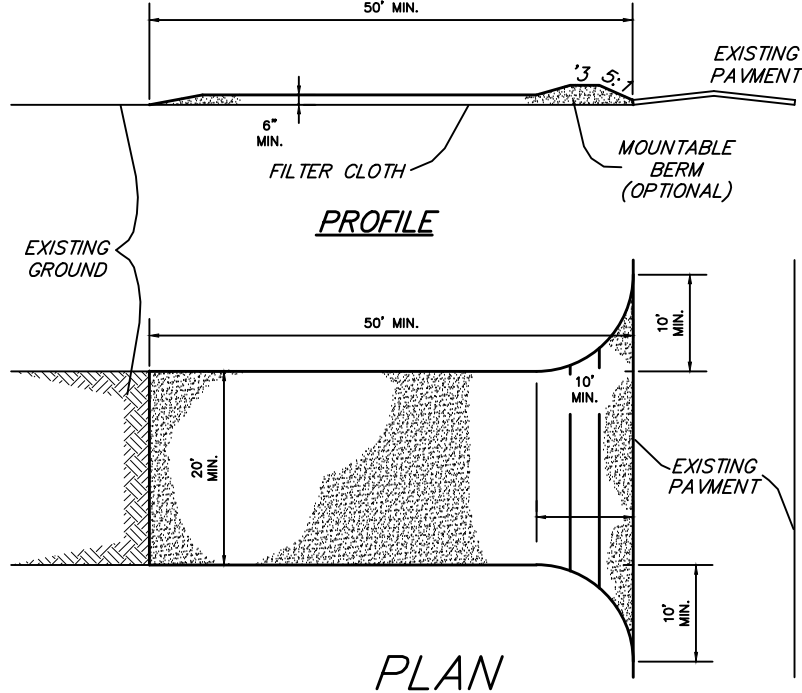 50' MIN.
'3 5:1
EXISTING
PAVMENT
6"
MIN.
FILTER CLOTH
MOUNTABLE
BERM
(OPTIONAL)
PROFILE
EXISTING
GROUND
50' MIN.
10'
MIN.
10'
MIN.
20'
MIN.
EXISTING
PAVMENT
10'
MIN.
PLAN